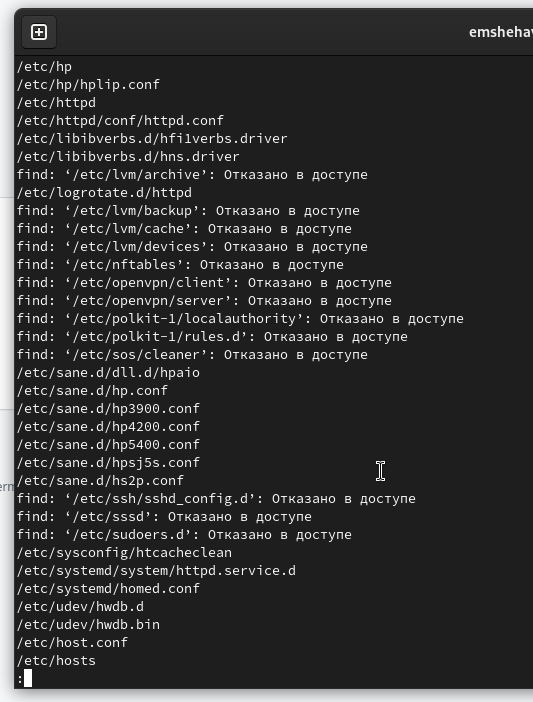 emsheha
/etc/hp
/etc/hp/hplip.conf
/etc/httpd
/etc/httpd/conf/httpd.conf
/etc/libibverbs.d/hfi1verbs.driver
/etc/libibverbs.d/hns.driver
find: ‘/etc/lvm/archive’: Отказано в доступе
/etc/logrotate.d/httpd
find: ‘/etc/lvm/backup’: Отказано в доступе
find: ‘/etc/lvm/cache’: Отказано в доступе
find: ‘/etc/lvm/devices’: Отказано в доступе
find: ‘/etc/nftables’: Отказано в доступе
find: ‘/etc/openvpn/client’: Отказано в доступе
find: ‘/etc/openvpn/server’: Отказано в доступе
find: ‘/etc/polkit-1/localauthority’: Отказано в доступе
find: ‘/etc/polkit-1/rules.d’: Отказано в доступе
find: ‘/etc/sos/cleaner’: Отказано в доступе
/etc/sane.d/dll.d/hpaio
/etc/sane.d/hp.conf
/etc/sane.d/hp3900.conf
/etc/sane.d/hp4200.conf
/etc/sane.d/hp5400.conf
/etc/sane.d/hpsj5s.conf
/etc/sane.d/hs2p.conf
find: ‘/etc/ssh/sshd_config.d’: Отказано в доступе
find: ‘/etc/sssd’: Отказано в доступе
find: ‘/etc/sudoers.d’: Отказано в доступе
/etc/sysconfig/htcacheclean
/etc/systemd/system/httpd.service.d
/etc/systemd/homed.conf
/etc/udev/hwdb.d
/etc/udev/hwdb.bin
/etc/host.conf
/etc/hosts
: